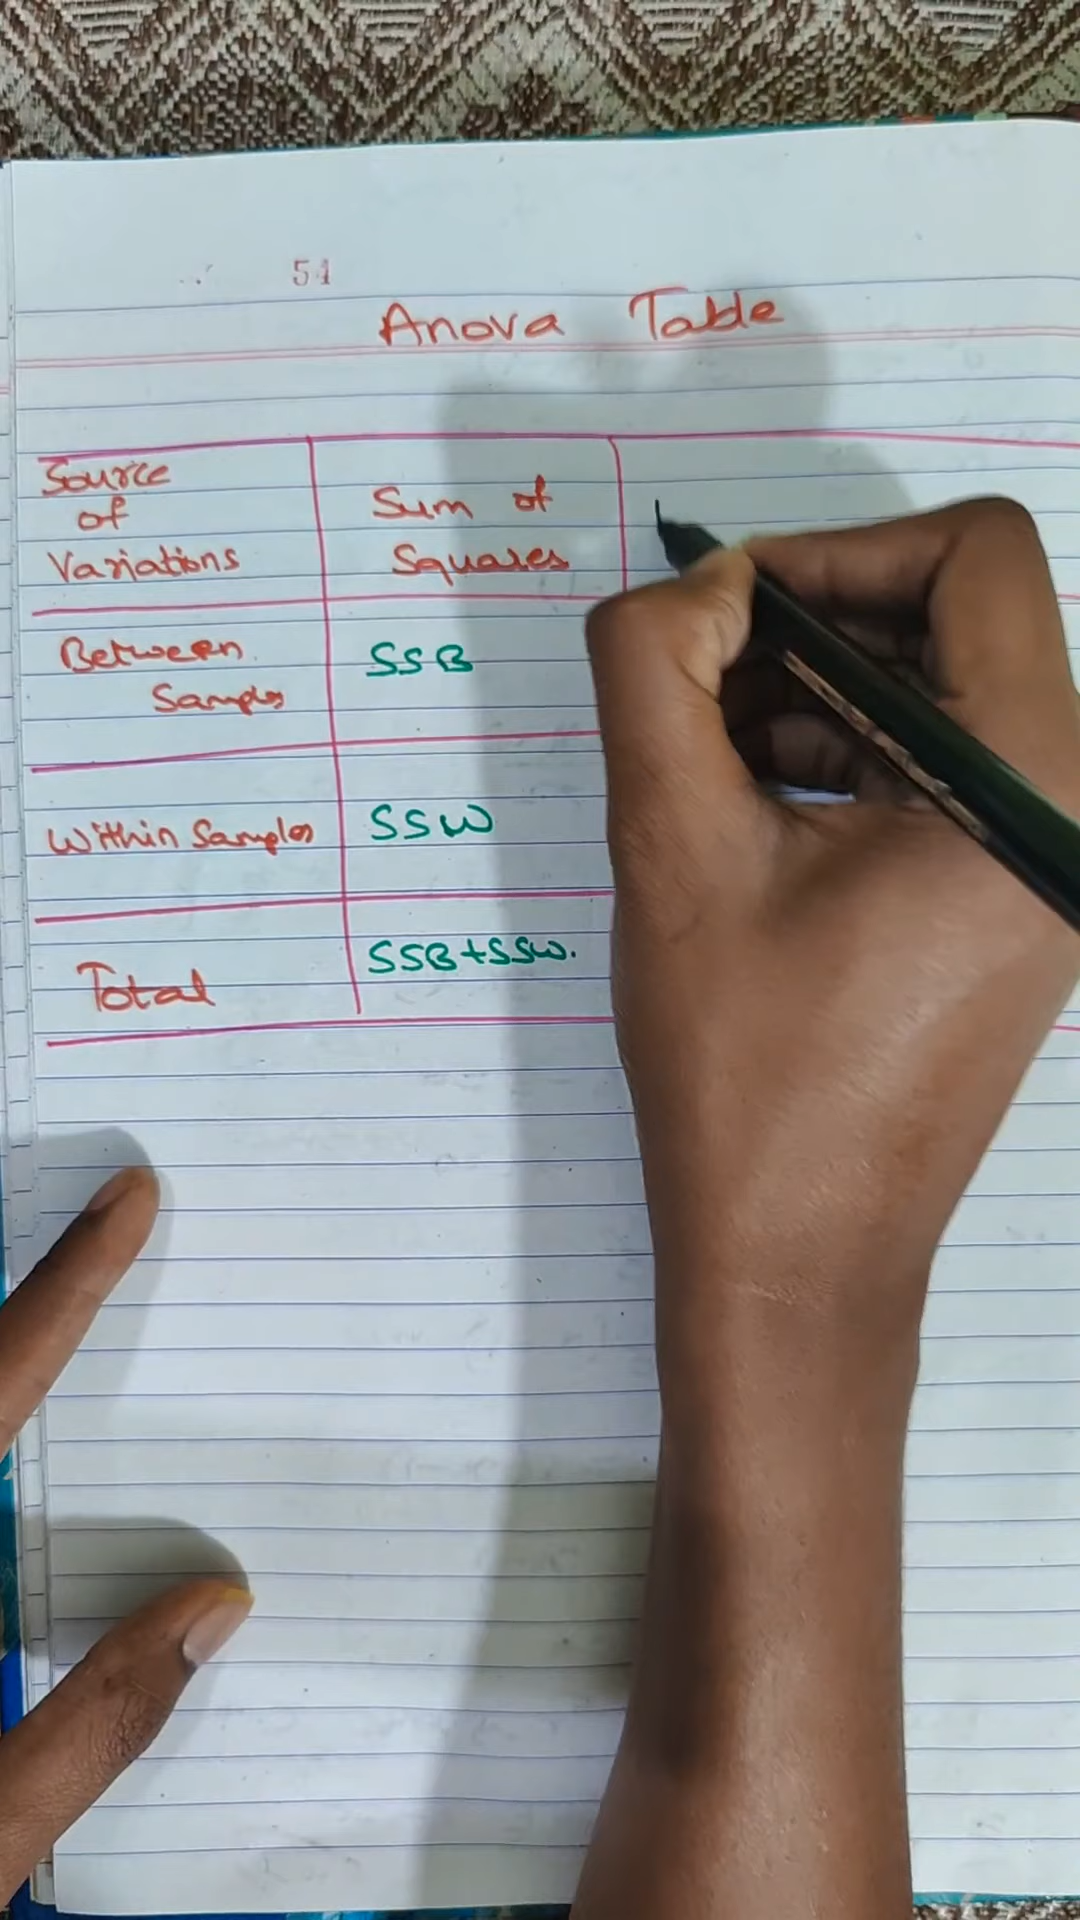 54
Anova Table
Source
of
Variations
Sum of
Squares
Between
Samples
SSB
Within Samples
SSW
Total
SSB+SSW.